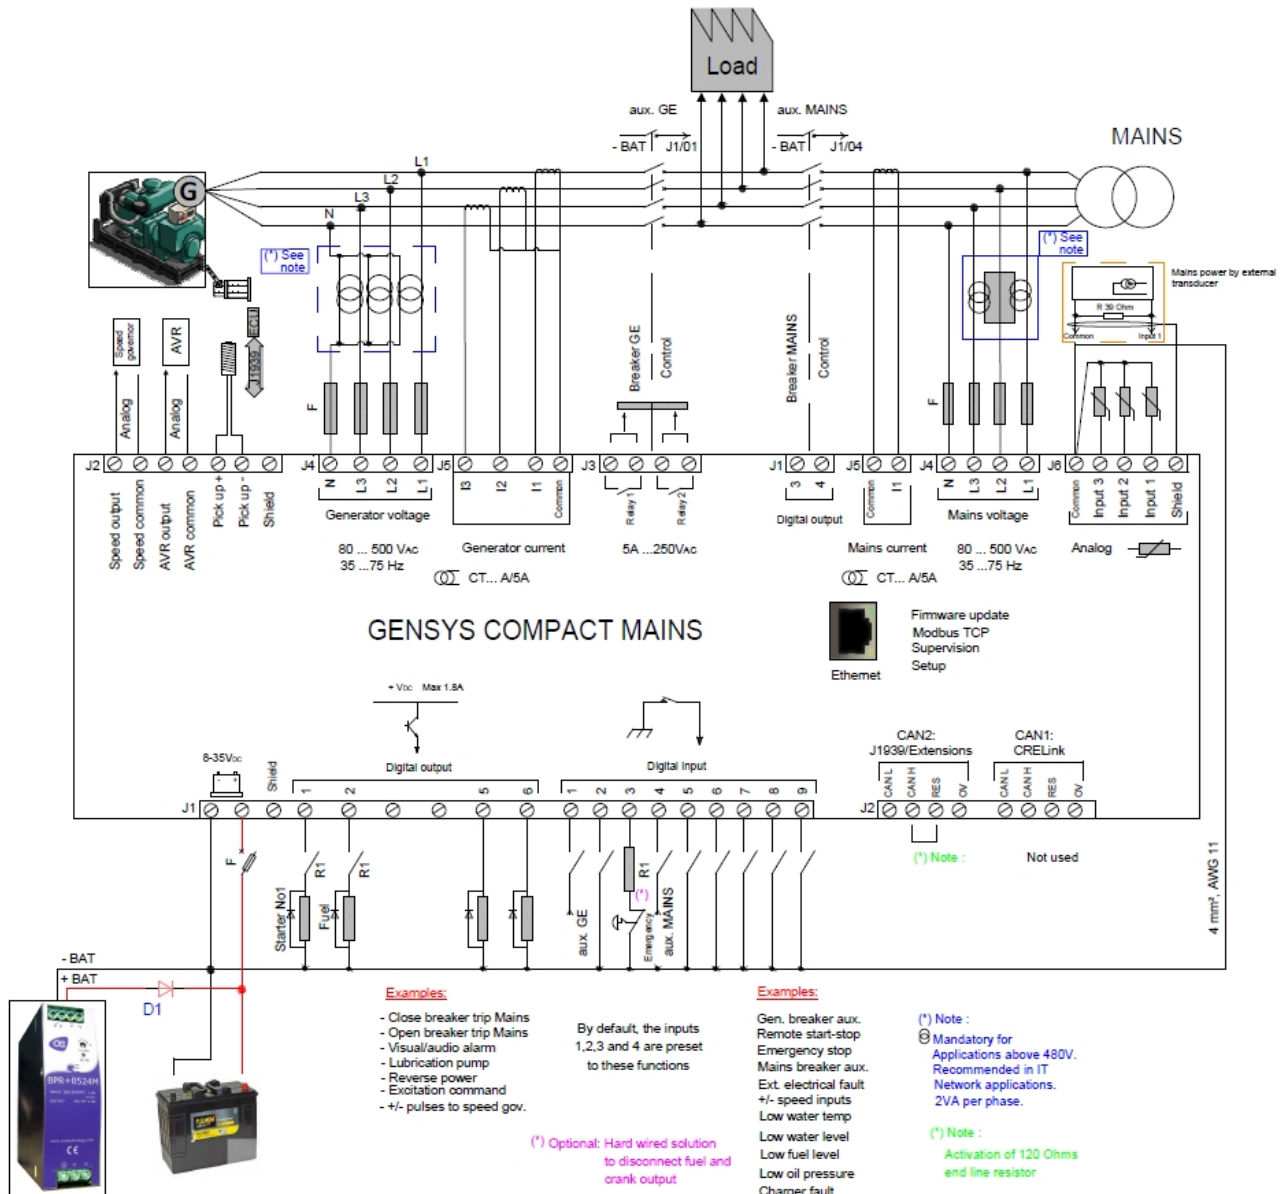 Load
aux. GE
aux. MAINS
- BAT
J1/01
- BAT
J1/04
MAINS
L1
L2
L3
N
G
(*) See
note
(*) See
note
Mains power by external
transducer
R 39 Ohm
Common
Input 1
Speed
governor
AVR
ECU
J1939
Analog
Analog
F
Breaker GE
Control
Breaker MAINS
Control
F
J2
J4
J5
J3
J1
J5
J4
J6
Speed output
Speed common
AVR output
AVR common
Pick up +
Pick up -
Shield
N
L3
L2
L1
Generator voltage
80 ... 500 VAC
35 ...75 Hz
I3
I2
I1
Common
Generator current
CT... A/5A
Relay 1
Relay 2
5A ...250VAC
3
4
Digital output
Common
I1
Mains current
CT... A/5A
N
L3
L2
L1
Mains voltage
80 ... 500 VAC
35 ...75 Hz
Common
Input 3
Input 2
Input 1
Shield
Analog
GENSYS COMPACT MAINS
Ethernet
Firmware update
Modbus TCP
Supervision
Setup
+ VDC Max 1.8A
8-35VDC
Shield
Digital output
Digital Input
CAN2:
J1939/Extensions
CAN1:
CRELink
J1
1
2
5
6
1
2
3
4
5
6
7
8
9
J2
CAN L
CAN H
RES
OV
CAN L
CAN H
RES
OV
(*) Note :
Not used
4 mm², AWG 11
F
R1
R1
R1
(*)
Starter No1
Fuel
aux. GE
Emergency
aux. MAINS
- BAT
+ BAT
D1
BPR+0524M
CE
Examples:
- Close breaker trip Mains
- Open breaker trip Mains
- Visual/audio alarm
- Lubrication pump
- Reverse power
- Excitation command
- +/- pulses to speed gov.
By default, the inputs
1,2,3 and 4 are preset
to these functions
(*) Optional: Hard wired solution
to disconnect fuel and
crank output
Examples:
Gen. breaker aux.
Remote start-stop
Emergency stop
Mains breaker aux.
Ext. electrical fault
+/- speed inputs
Low water temp
Low water level
Low fuel level
Low oil pressure
Charger fault
(*) Note :
Mandatory for
Applications above 480V.
Recommended in IT
Network applications.
2VA per phase.
(*) Note :
Activation of 120 Ohms
end line resistor